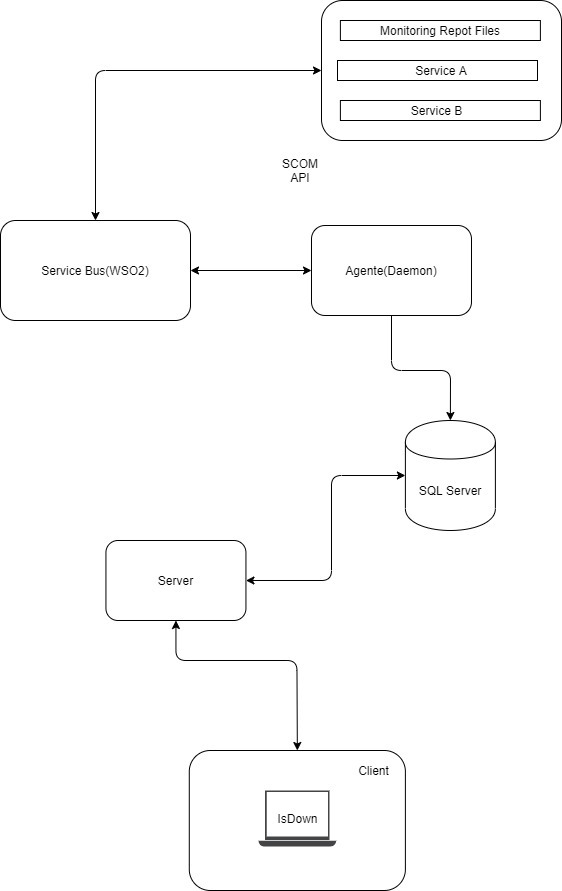 Monitoring Repot Files
Service A
Service B
SCOM
API
Service Bus(WSO2)
Agente(Daemon)
SQL Server
Server
Client
IsDown